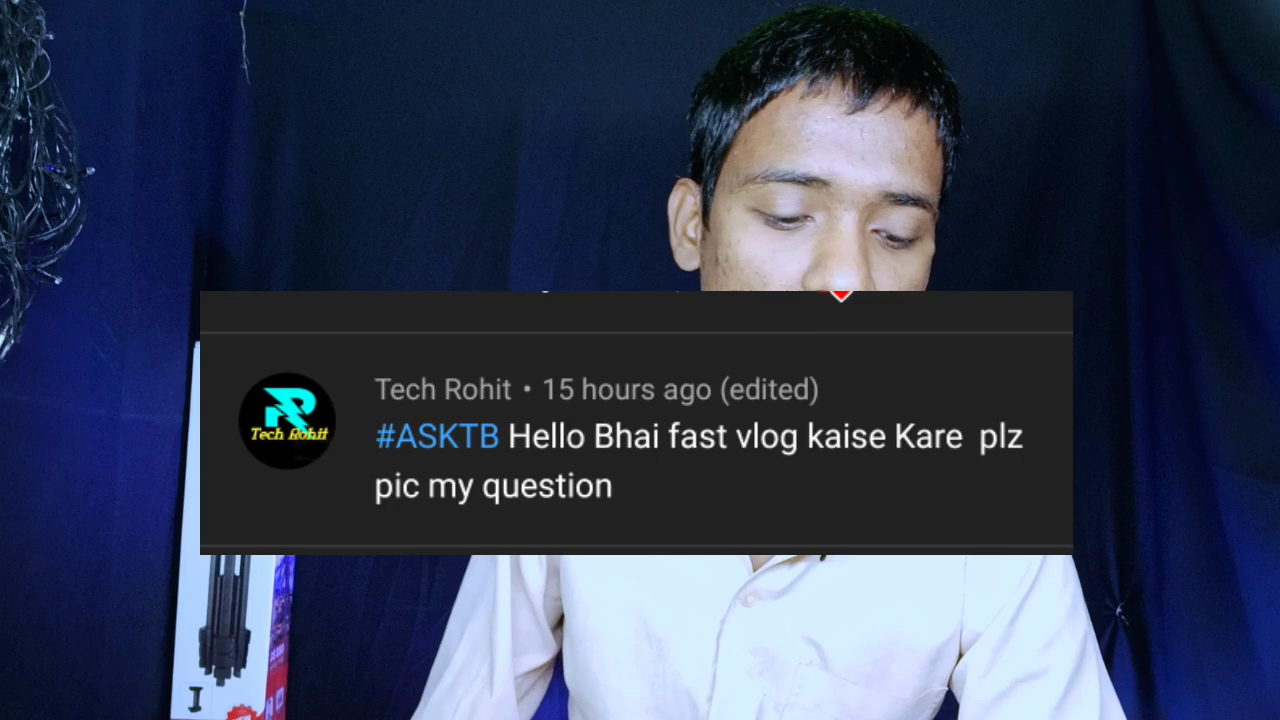 Tech Rohit • 15 hours ago (edited)
Tech Rohit
#ASKTB Hello Bhai fast vlog kaise Kare plz
pic my question